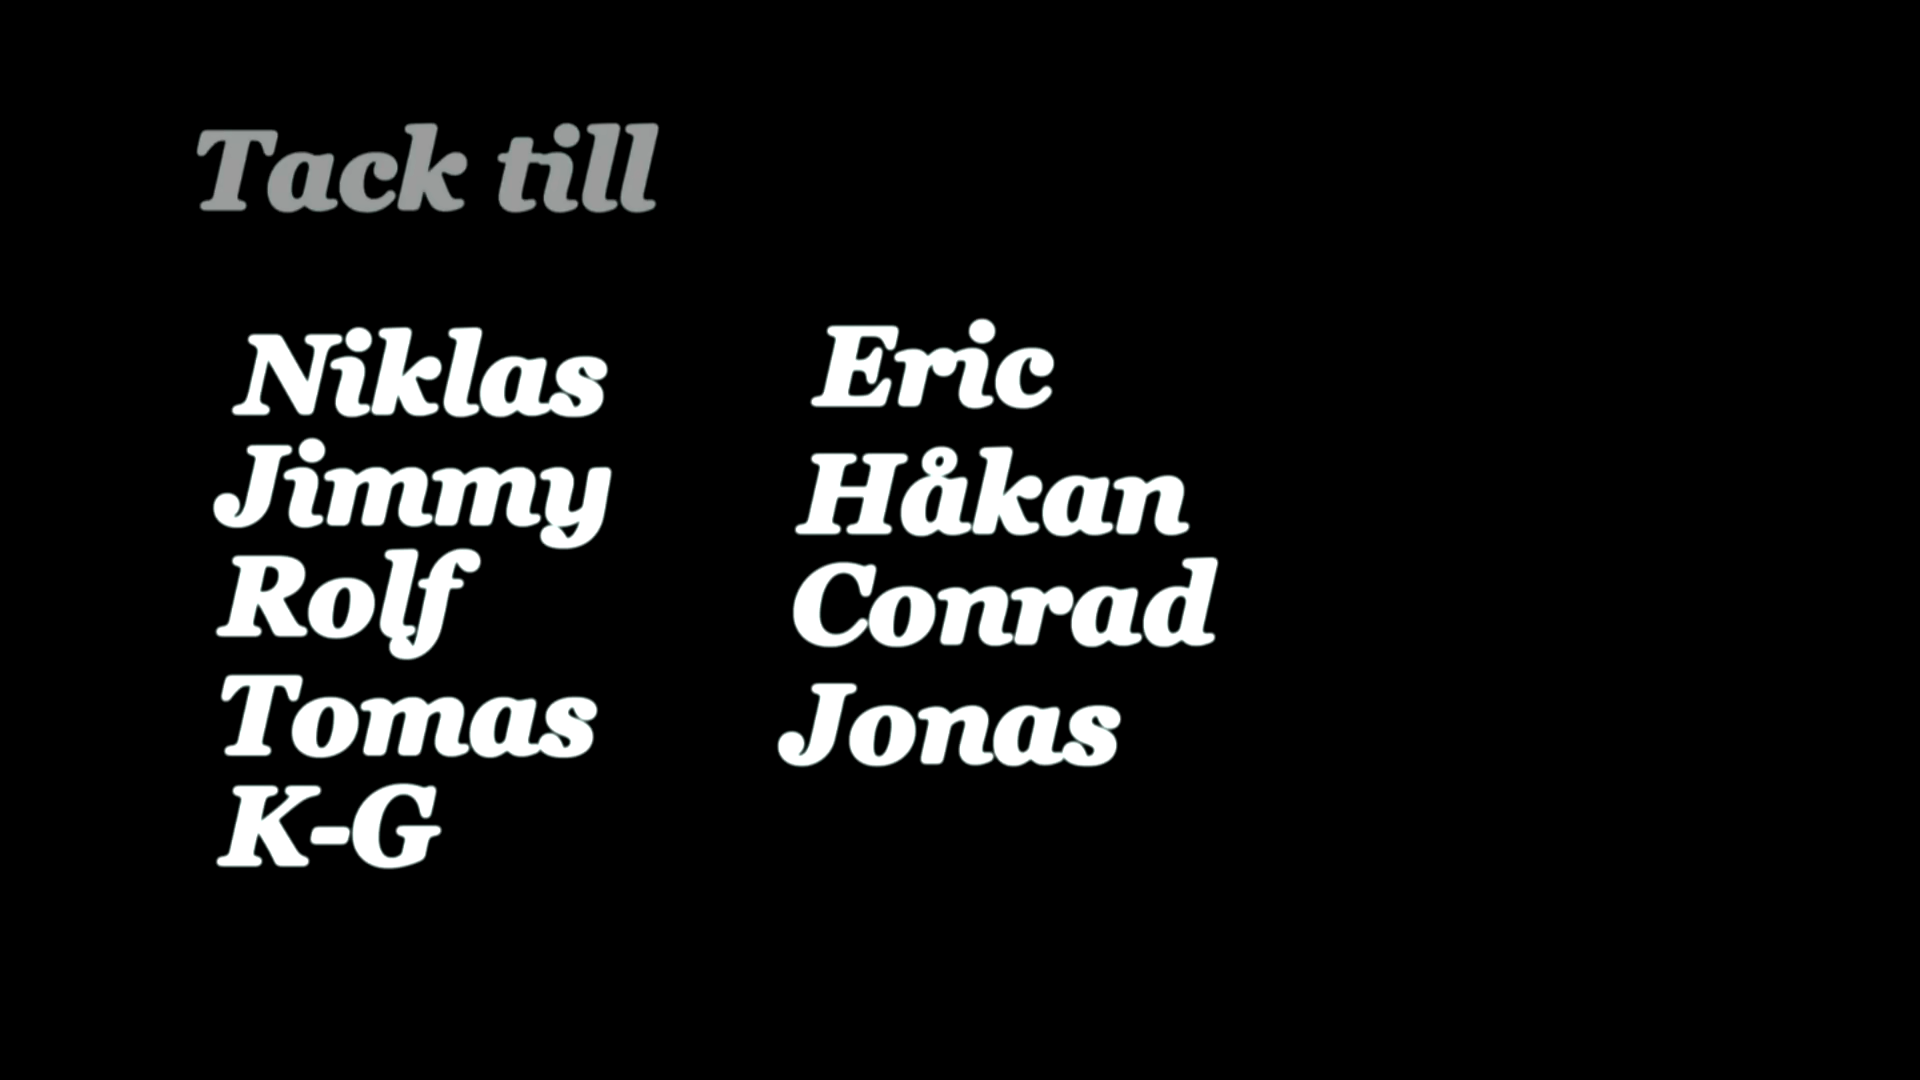 Tack till
Niklas
Jimmy
Rolf
Tomas
K-G
Eric
Håkan
Conrad
Jonas